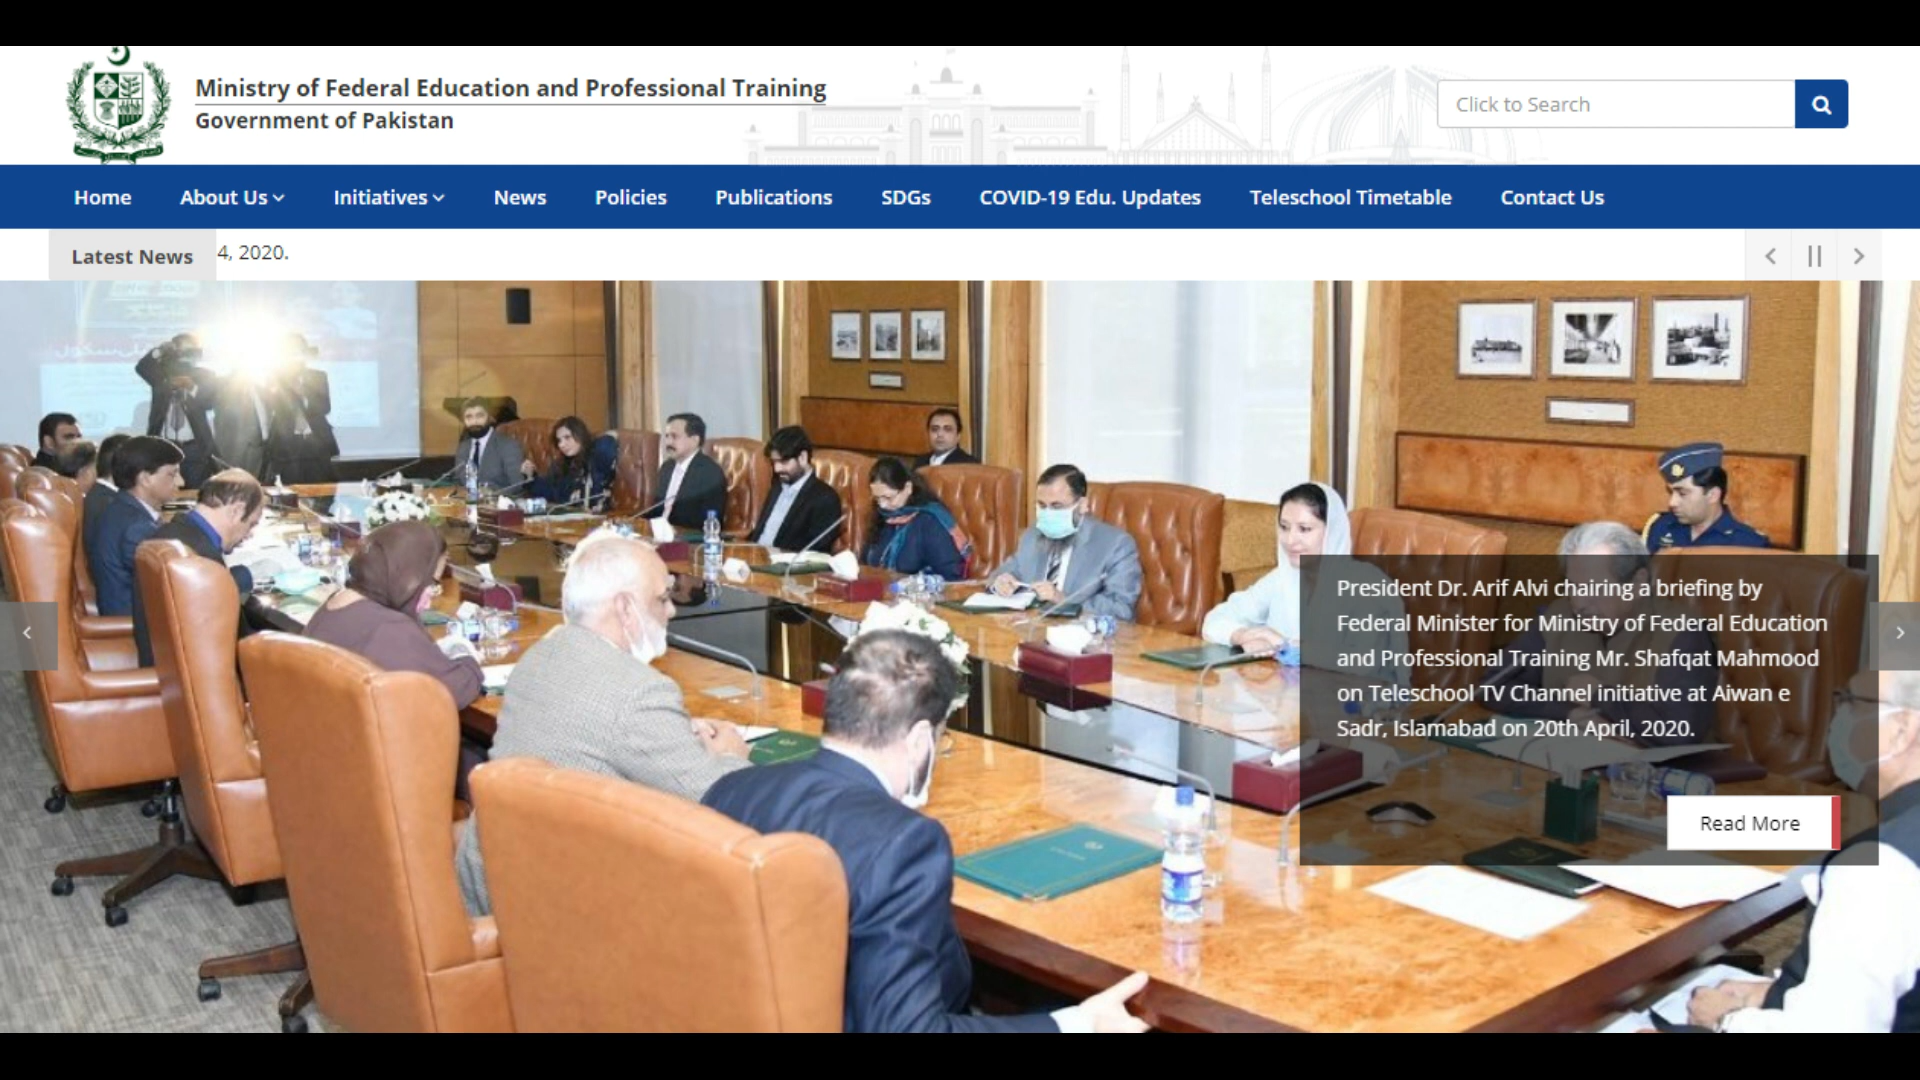 Ministry of Federal Education and Professional Training
Government of Pakistan
Click to Search
Home
About Us
Initiatives
News
Policies
Publications
SDGs
COVID-19 Edu. Updates
Teleschool Timetable
Contact Us
Latest News
4, 2020.
President Dr. Arif Alvi chairing a briefing by
Federal Minister for Ministry of Federal Education
and Professional Training Mr. Shafqat Mahmood
on Teleschool TV Channel initiative at Aiwan e
Sadr, Islamabad on 20th April, 2020.
Read More